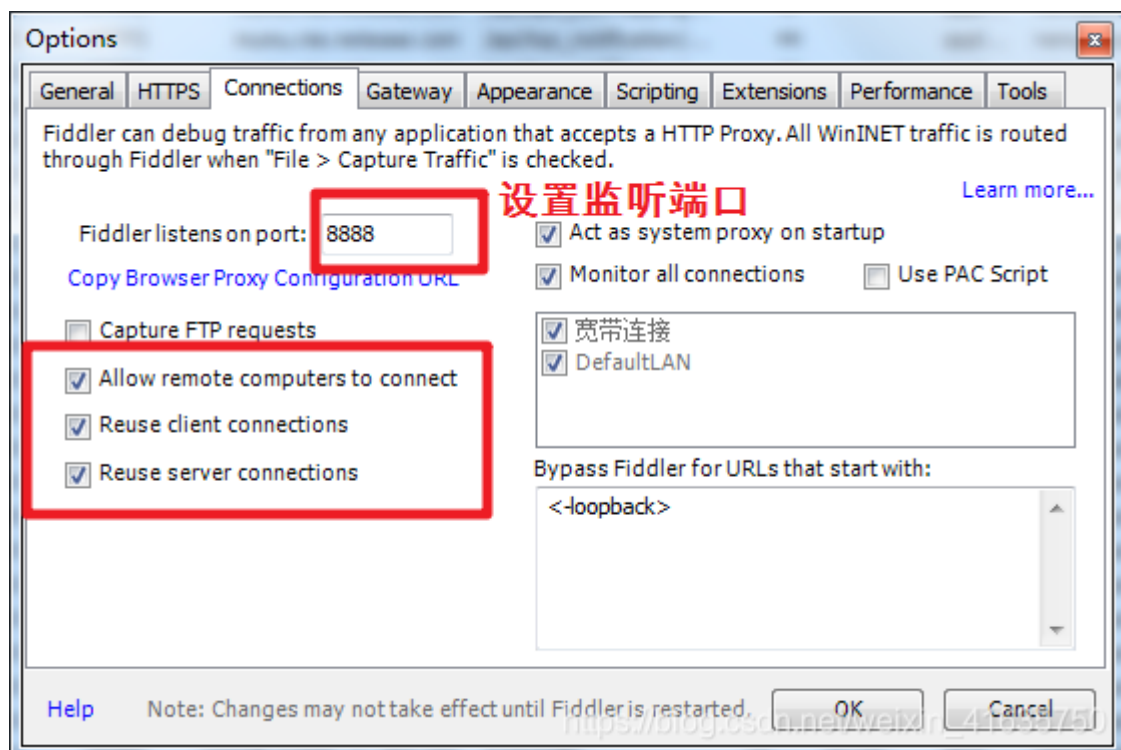 Options
General HTTPS Connections Gateway Appearance Scripting Extensions Performance Tools
Fiddler can debug traffic from any application that accepts a HTTP Proxy. All WinINET traffic is routed
through Fiddler when "File > Capture Traffic" is checked.
设置监听端口
Learn more...
Fiddler listens on port: 8888
Act as system proxy on startup
Copy Browser Proxy Configuration URL
Monitor all connections
Use PAC Script
Capture FTP requests
宽带连接
Allow remote computers to connect
DefaultLAN
Reuse client connections
Reuse server connections
Bypass Fiddler for URLs that start with:
<-loopback>
Help
Note: Changes may not take effect until Fiddler is restarted.
OK
Cancel